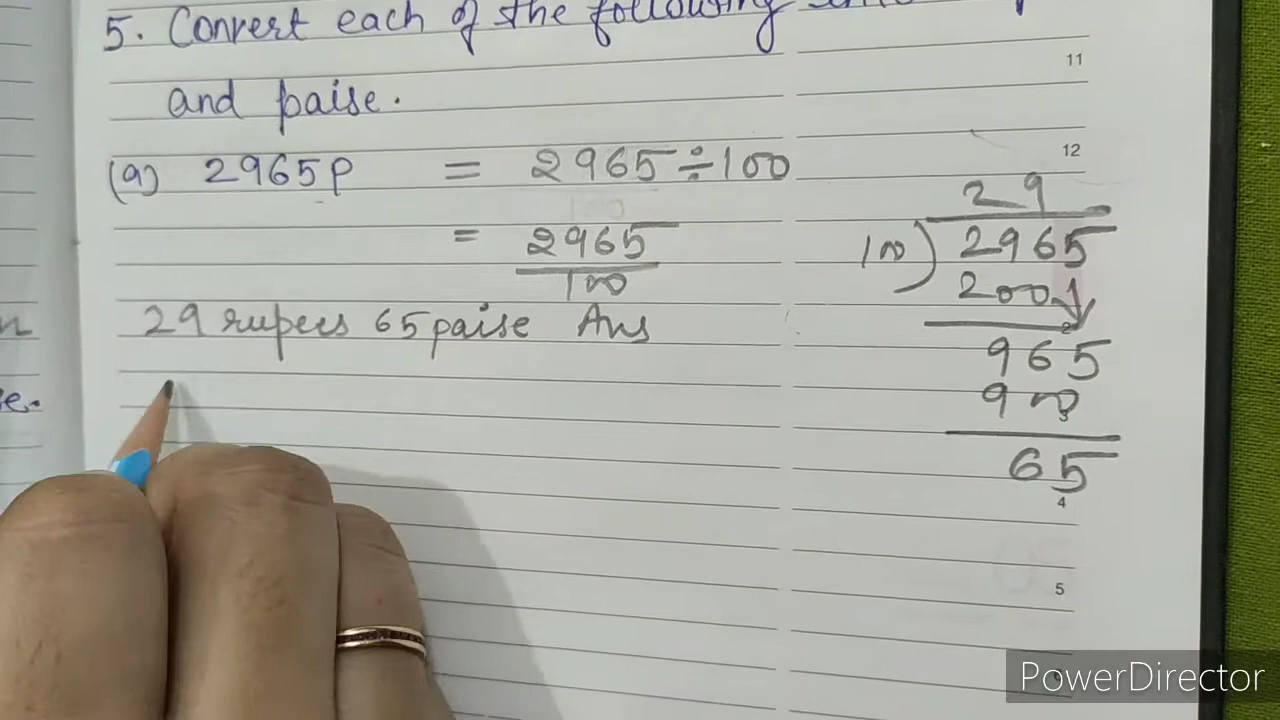 5. Convert each of the following
and paise.
(a) 2965p = 2965÷100
= 2965
100
29 rupees 65 paise Ans
29
100) 2965
200
965
900
65
11
12
4
5
e.
PowerDirector